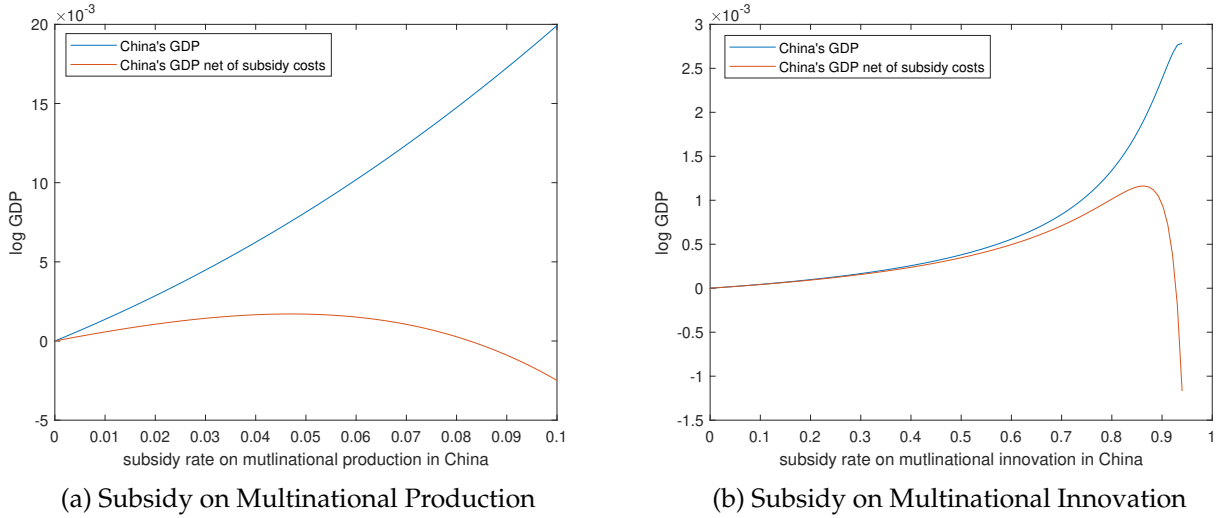 ×10⁻³
20
15
10
5
0
-5
log GDP
China's GDP
China's GDP net of subsidy costs
0 0.01 0.02 0.03 0.04 0.05 0.06 0.07 0.08 0.09 0.1
subsidy rate on mutlinational production in China
(a) Subsidy on Multinational Production
×10⁻³
3
2.5
2
1.5
1
0.5
0
-0.5
-1
-1.5
log GDP
China's GDP
China's GDP net of subsidy costs
0 0.1 0.2 0.3 0.4 0.5 0.6 0.7 0.8 0.9 1
subsidy rate on mutlinational innovation in China
(b) Subsidy on Multinational Innovation